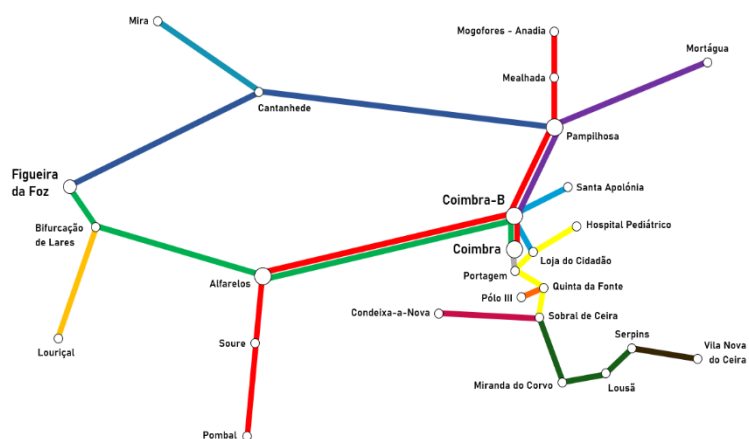 Mira
Mogofores - Anadia
Mortágua
Mealhada
Cantanhede
Pampilhosa
Figueira
da Foz
Coimbra-B
Santa Apolónia
Bifurcação
de Lares
Hospital Pediátrico
Coimbra
Loja do Cidadão
Portagem
Alfarelos
Quinta da Fonte
Pólo III
Condeixa-a-Nova
Sobral de Ceira
Louriçal
Soure
Serpins
Vila Nova
do Ceira
Miranda do Corvo
Lousã
Pombal